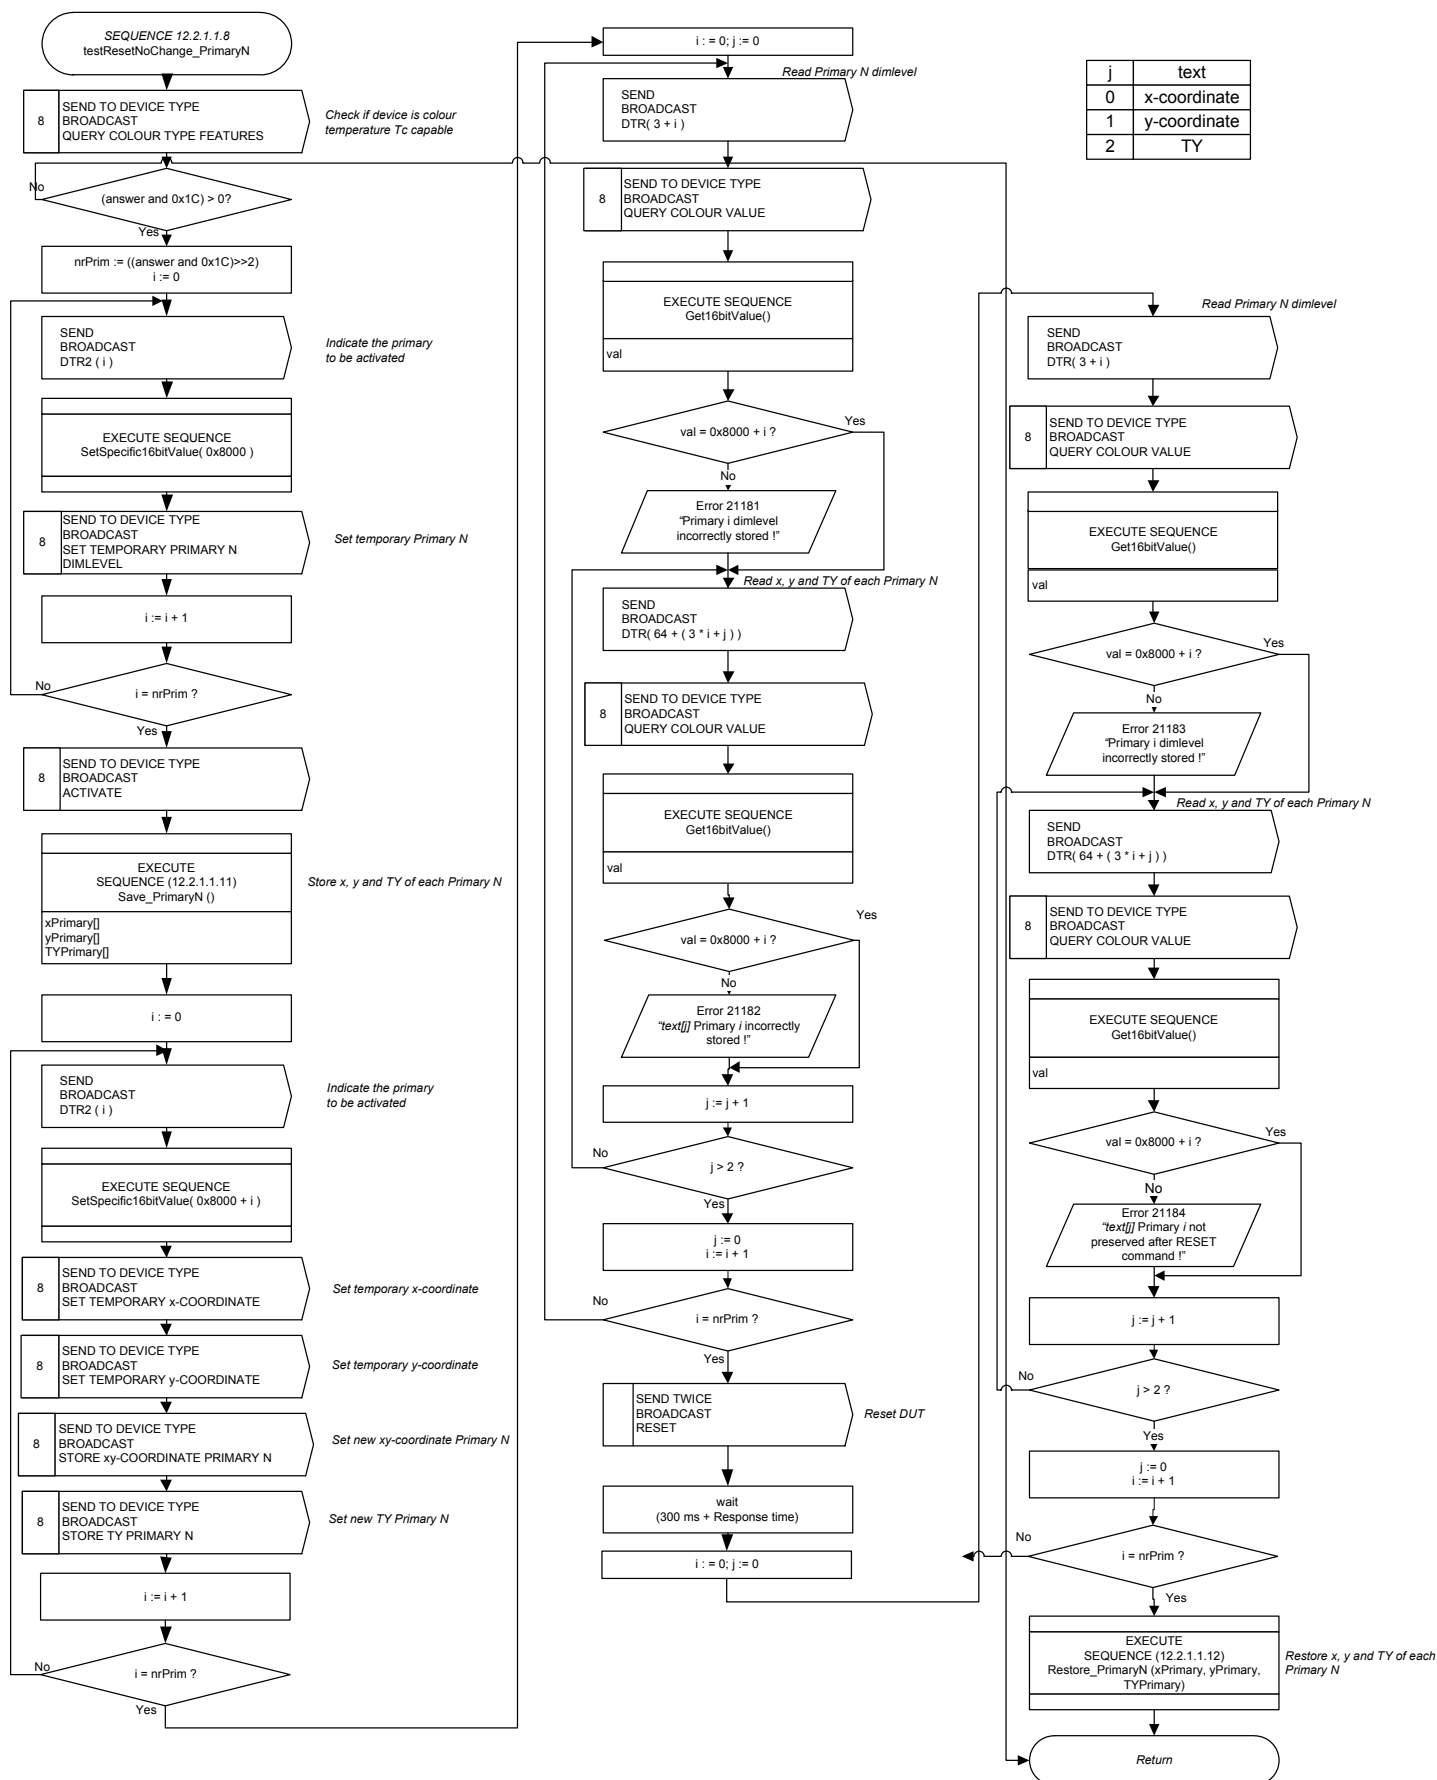 SEQUENCE 12.2.1.1.8
testResetNoChange_PrimaryN
8
SEND TO DEVICE TYPE
BROADCAST
QUERY COLOUR TYPE FEATURES
Check if device is colour
temperature Tc capable
No
(answer and 0x1C) > 0?
Yes
nrPrim := ((answer and 0x1C)>>2)
i := 0
SEND
BROADCAST
DTR2 ( i )
Indicate the primary
to be activated
EXECUTE SEQUENCE
SetSpecific16bitValue( 0x8000 )
8
SEND TO DEVICE TYPE
BROADCAST
SET TEMPORARY PRIMARY N
DIMLEVEL
Set temporary Primary N
i := i + 1
No
i = nrPrim ?
Yes
8
SEND TO DEVICE TYPE
BROADCAST
ACTIVATE
EXECUTE
SEQUENCE (12.2.1.1.11)
Save_PrimaryN ()
xPrimary[]
yPrimary[]
TYPrimary[]
Store x, y and TY of each Primary N
i : = 0
SEND
BROADCAST
DTR2 ( i )
Indicate the primary
to be activated
EXECUTE SEQUENCE
SetSpecific16bitValue( 0x8000 + i )
8
SEND TO DEVICE TYPE
BROADCAST
SET TEMPORARY x-COORDINATE
Set temporary x-coordinate
8
SEND TO DEVICE TYPE
BROADCAST
SET TEMPORARY y-COORDINATE
Set temporary y-coordinate
8
SEND TO DEVICE TYPE
BROADCAST
STORE xy-COORDINATE PRIMARY N
Set new xy-coordinate Primary N
8
SEND TO DEVICE TYPE
BROADCAST
STORE TY PRIMARY N
Set new TY Primary N
i := i + 1
No
i = nrPrim ?
Yes
i : = 0; j := 0
Read Primary N dimlevel
SEND
BROADCAST
DTR( 3 + i )
8
SEND TO DEVICE TYPE
BROADCAST
QUERY COLOUR VALUE
EXECUTE SEQUENCE
Get16bitValue()
val
Yes
val = 0x8000 + i ?
No
Error 21181
“Primary i dimlevel
incorrectly stored !”
Read x, y and TY of each Primary N
SEND
BROADCAST
DTR( 64 + ( 3 * i + j ) )
8
SEND TO DEVICE TYPE
BROADCAST
QUERY COLOUR VALUE
EXECUTE SEQUENCE
Get16bitValue()
val
Yes
val = 0x8000 + i ?
No
Error 21182
“text[j] Primary i incorrectly
stored !”
j := j + 1
No
j > 2 ?
Yes
j := 0
i := i + 1
No
i = nrPrim ?
Yes
SEND TWICE
BROADCAST
RESET
Reset DUT
wait
(300 ms + Response time)
i : = 0; j := 0
j text
0 x-coordinate
1 y-coordinate
2 TY
Read Primary N dimlevel
SEND
BROADCAST
DTR( 3 + i )
8
SEND TO DEVICE TYPE
BROADCAST
QUERY COLOUR VALUE
EXECUTE SEQUENCE
Get16bitValue()
val
Yes
val = 0x8000 + i ?
No
Error 21183
“Primary i dimlevel
incorrectly stored !”
Read x, y and TY of each Primary N
SEND
BROADCAST
DTR( 64 + ( 3 * i + j ) )
8
SEND TO DEVICE TYPE
BROADCAST
QUERY COLOUR VALUE
EXECUTE SEQUENCE
Get16bitValue()
val
Yes
val = 0x8000 + i ?
No
Error 21184
“text[j] Primary i not
preserved after RESET
command !”
j := j + 1
No
j > 2 ?
Yes
j := 0
i := i + 1
No
i = nrPrim ?
Yes
EXECUTE
SEQUENCE (12.2.1.1.12)
Restore_PrimaryN (xPrimary, yPrimary,
TYPrimary)
Restore x, y and TY of each
Primary N
Return